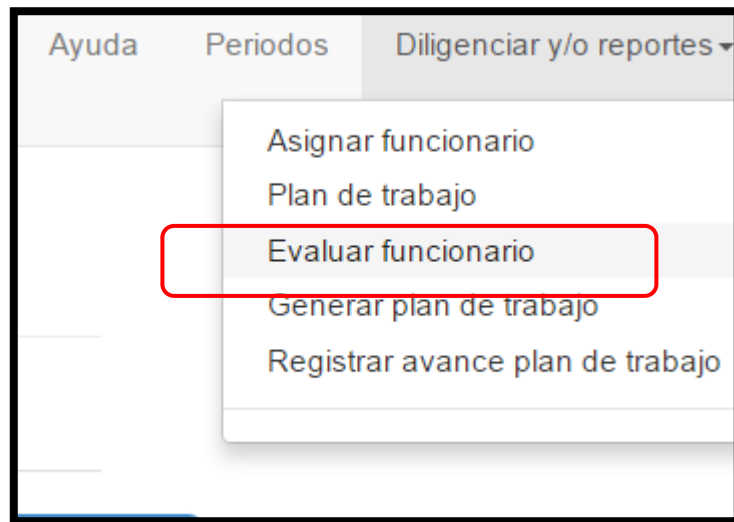 Ayuda Periodos Diligenciar y/o reportes
Asignar funcionario
Plan de trabajo
Evaluar funcionario
Generar plan de trabajo
Registrar avance plan de trabajo